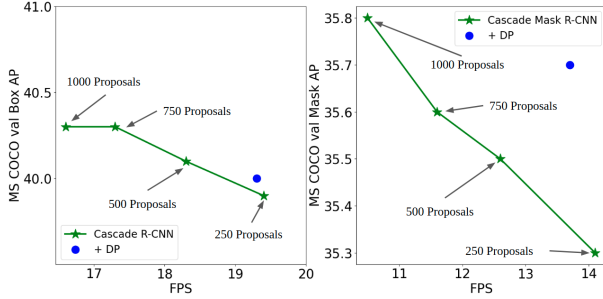 41.0
40.5
40.0
MS COCO val Box AP
1000 Proposals
750 Proposals
500 Proposals
250 Proposals
Cascade R-CNN
+ DP
17
18
19
20
FPS
35.8
35.7
35.6
35.5
35.3
MS COCO val Mask AP
Cascade Mask R-CNN
+ DP
1000 Proposals
750 Proposals
500 Proposals
250 Proposals
11
12
13
14
FPS